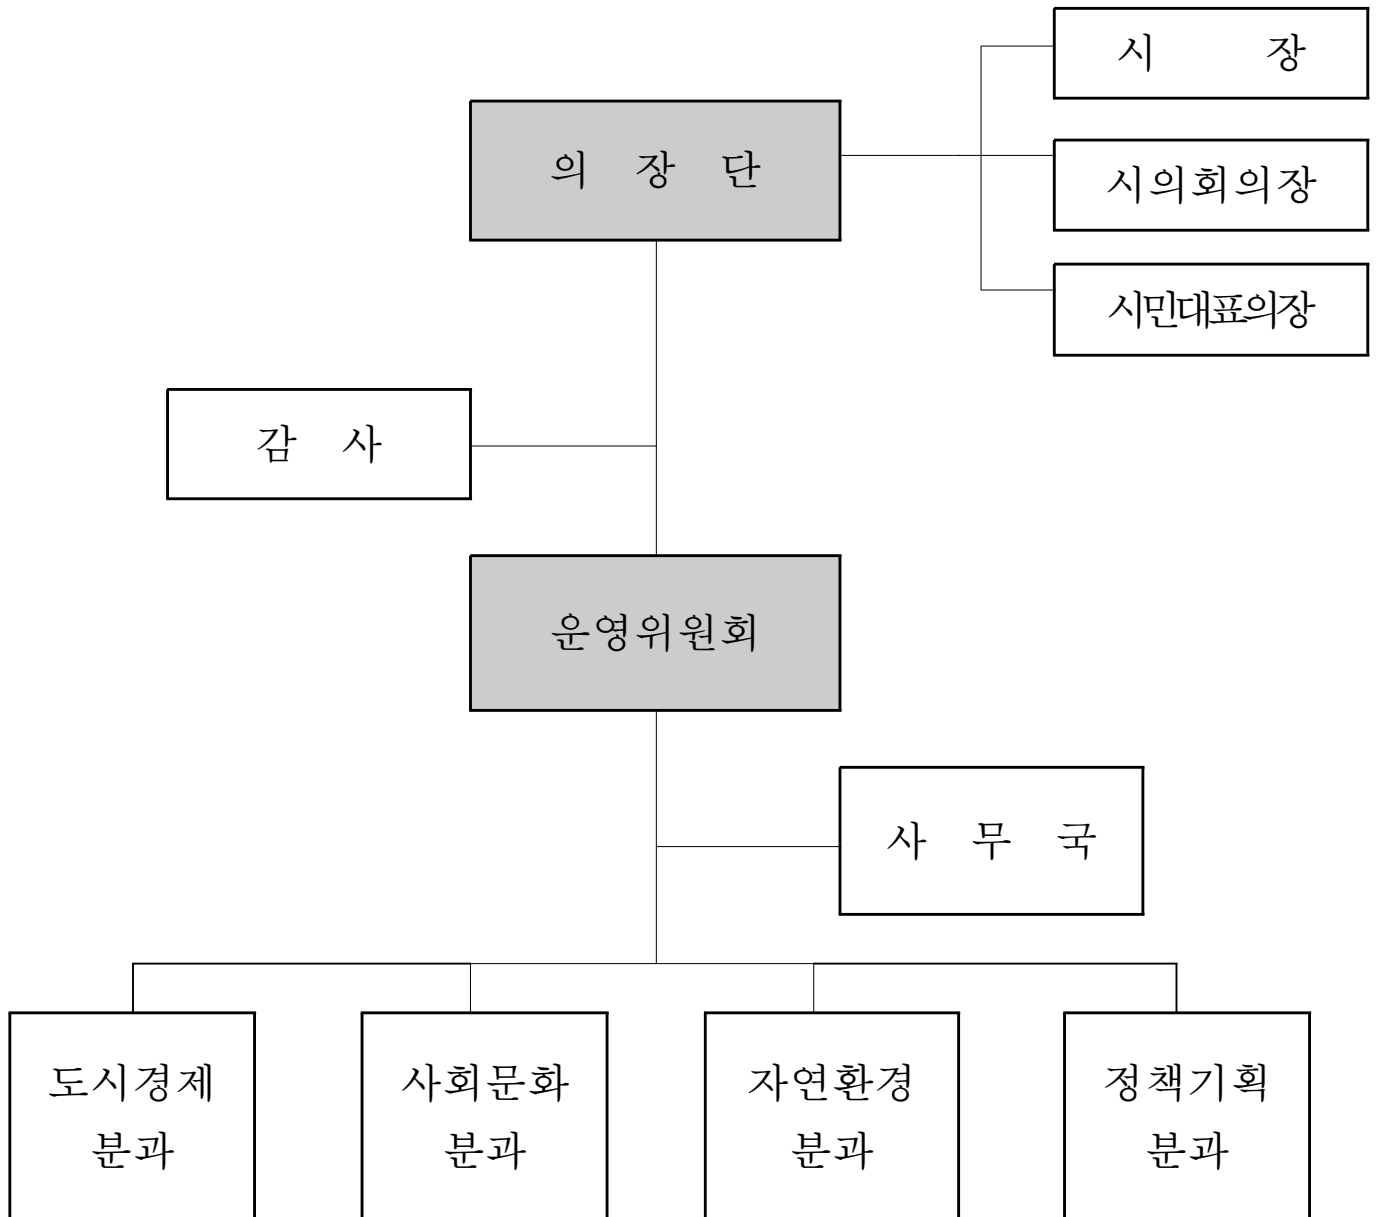 시 장
의 장 단
시의회의장
시민대표의장
감 사
운영위원회
사 무 국
도시경제
분과
사회문화
분과
자연환경
분과
정책기획
분과